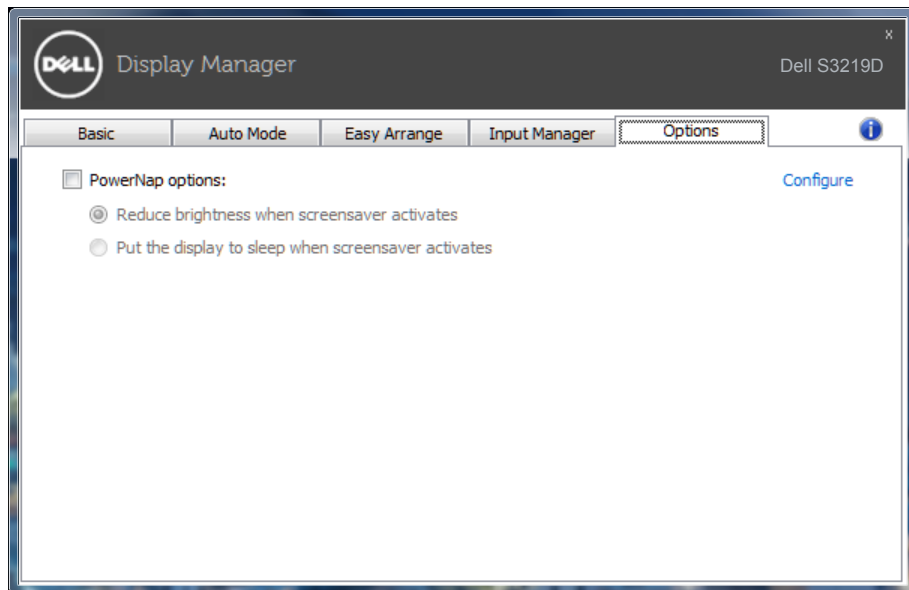 DELL
Display Manager
x
Dell S3219D
Basic
Auto Mode
Easy Arrange
Input Manager
Options
i
PowerNap options:
Configure
Reduce brightness when screensaver activates
Put the display to sleep when screensaver activates